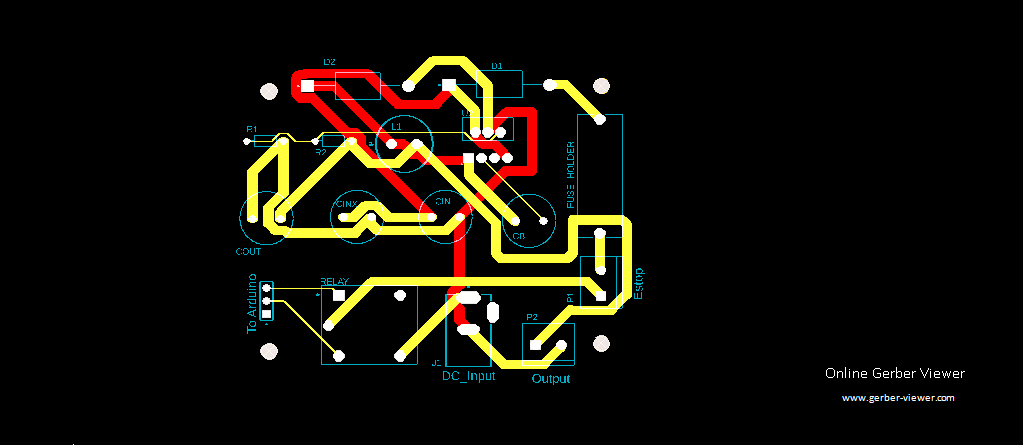 D2
D1
R1
L1
R2
FUSE HOLDER
CINX
CIN
CB
COUT
To Arduino
RELAY
P1
Estop
P2
J1
DC_Input
Output
Online Gerber Viewer
www.gerber-viewer.com